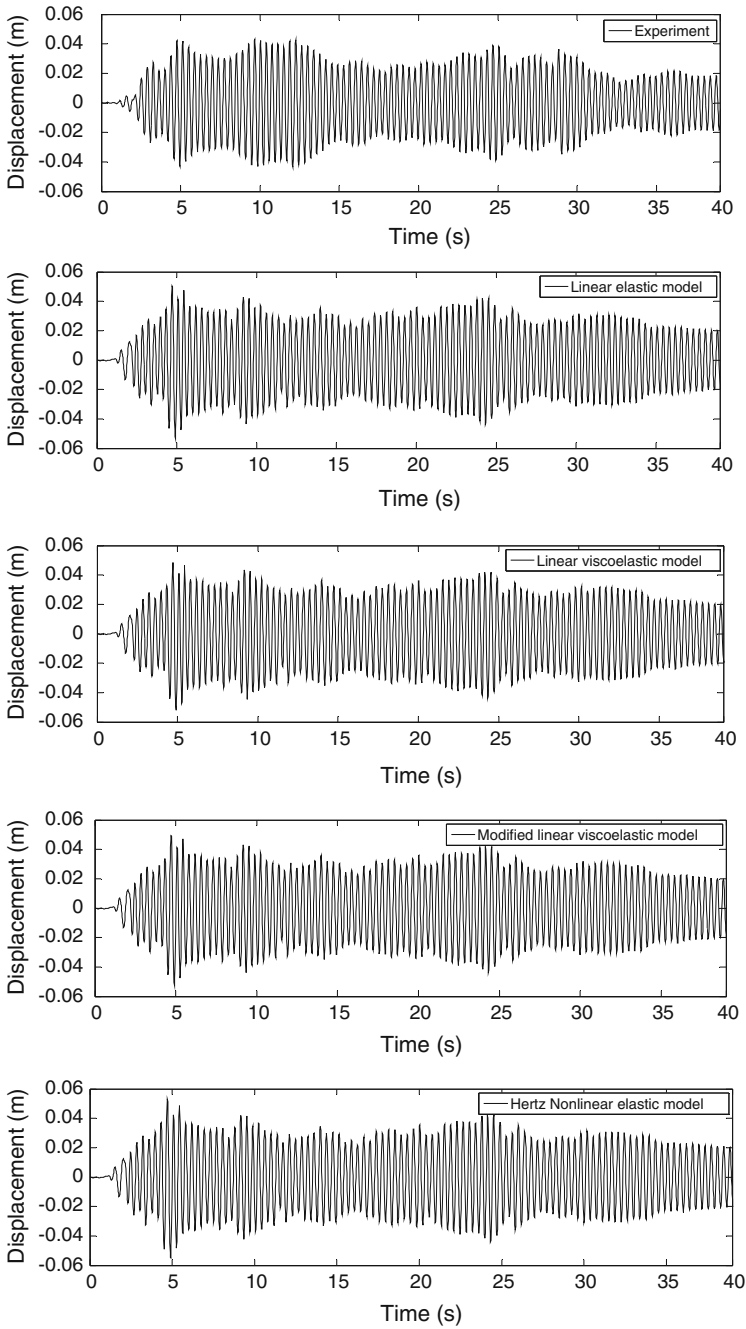 0.06
Experiment
0.04
0.02
0
-0.02
-0.04
-0.06
Displacement (m)
0 5 10 15 20 25 30 35 40
Time (s)
0.06
Linear elastic model
0.04
0.02
0
-0.02
-0.04
-0.06
Displacement (m)
0 5 10 15 20 25 30 35 40
Time (s)
0.06
Linear viscoelastic model
0.04
0.02
0
-0.02
-0.04
-0.06
Displacement (m)
0 5 10 15 20 25 30 35 40
Time (s)
0.06
Modified linear viscoelastic model
0.04
0.02
0
-0.02
-0.04
-0.06
Displacement (m)
0 5 10 15 20 25 30 35 40
Time (s)
0.06
Hertz Nonlinear elastic model
0.04
0.02
0
-0.02
-0.04
-0.06
Displacement (m)
0 5 10 15 20 25 30 35 40
Time (s)